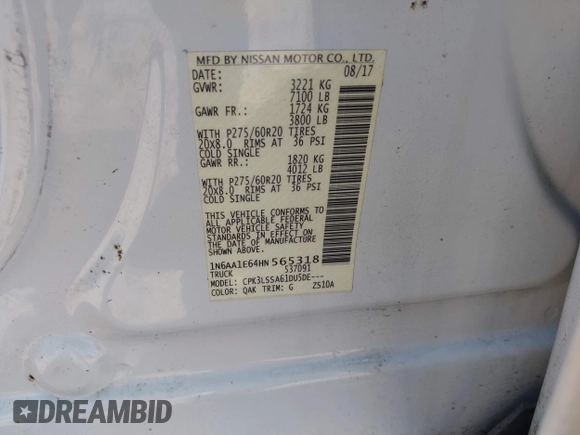 MFD BY NISSAN MOTOR CO., LTD.
DATE: 08/17
GVWR: 3221 KG
7100 LB
GAWR FR.: 1724 KG
3800 LB
WITH P275/60R20 TIRES
20X8.0 RIMS AT 36 PSI
COLD SINGLE
GAWR RR.: 1820 KG
4012 LB
WITH P275/60R20 TIRES
20X8.0 RIMS AT 36 PSI
COLD SINGLE
THIS VEHICLE CONFORMS TO
ALL APPLICABLE FEDERAL
MOTOR VEHICLE SAFETY
STANDARDS IN EFFECT ON
THE DATE OF MANUFACTURE
SHOWN ABOVE.
1N6AA1E64HN565318
TRUCK S37091
MODEL: CPK3LSSA61DU5DE---
COLOR: QAK TRIM: G ZS10A
DREAMBID